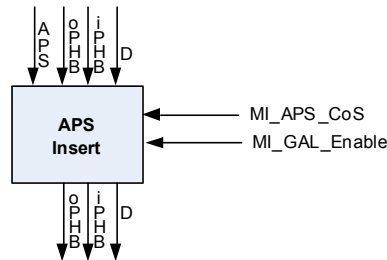 APS
oPHB
iPHB
D
APS
Insert
MI_APS_CoS
MI_GAL_Enable
oPHB
iPHB
D